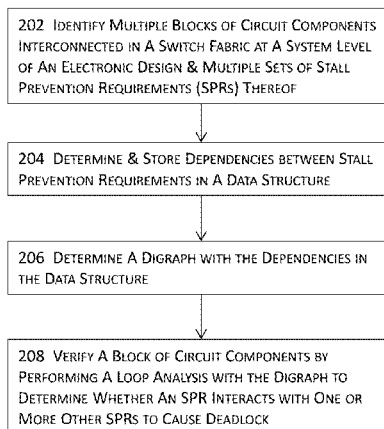 202 IDENTIFY MULTIPLE BLOCKS OF CIRCUIT COMPONENTS
INTERCONNECTED IN A SWITCH FABRIC AT A SYSTEM LEVEL
OF AN ELECTRONIC DESIGN & MULTIPLE SETS OF STALL
PREVENTION REQUIREMENTS (SPRS) THEREOF
204 DETERMINE & STORE DEPENDENCIES BETWEEN STALL
PREVENTION REQUIREMENTS IN A DATA STRUCTURE
206 DETERMINE A DIGRAPH WITH THE DEPENDENCIES IN
THE DATA STRUCTURE
208 VERIFY A BLOCK OF CIRCUIT COMPONENTS BY
PERFORMING A LOOP ANALYSIS WITH THE DIGRAPH TO
DETERMINE WHETHER AN SPR INTERACTS WITH ONE OR
MORE OTHER SPRS TO CAUSE DEADLOCK